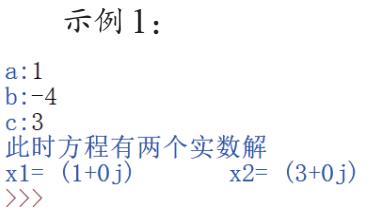 示例1：
a:1
b:-4
c:3
此时方程有两个实数解
x1= (1+0j) x2= (3+0j)
>>>